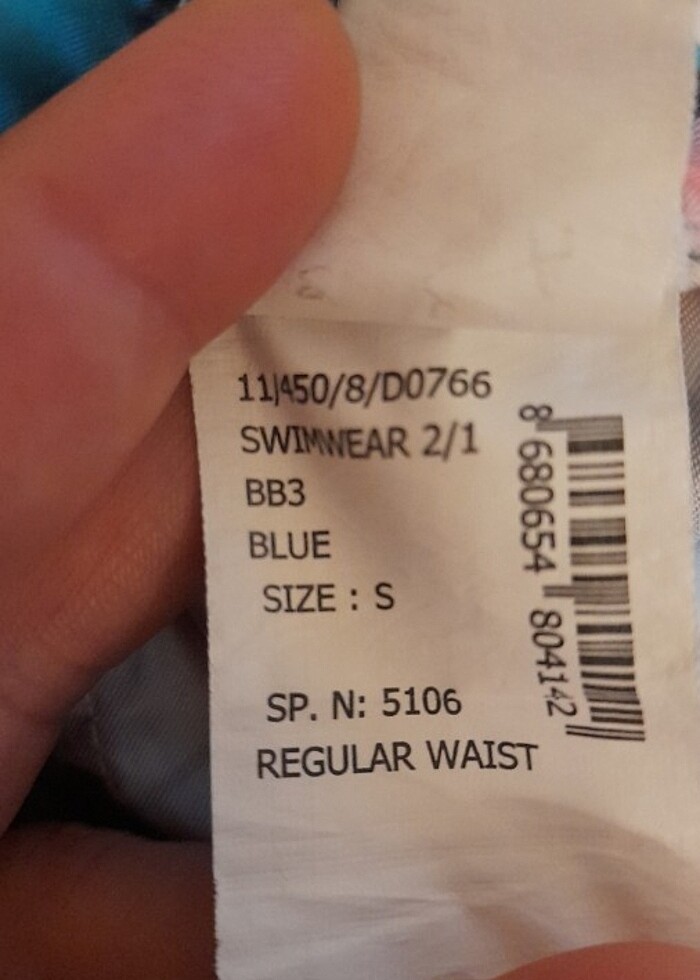 11/450/8/D0766
SWIMWEAR 2/1
BB3
BLUE
SIZE : S
SP. N: 5106
REGULAR WAIST
8 680654 804142